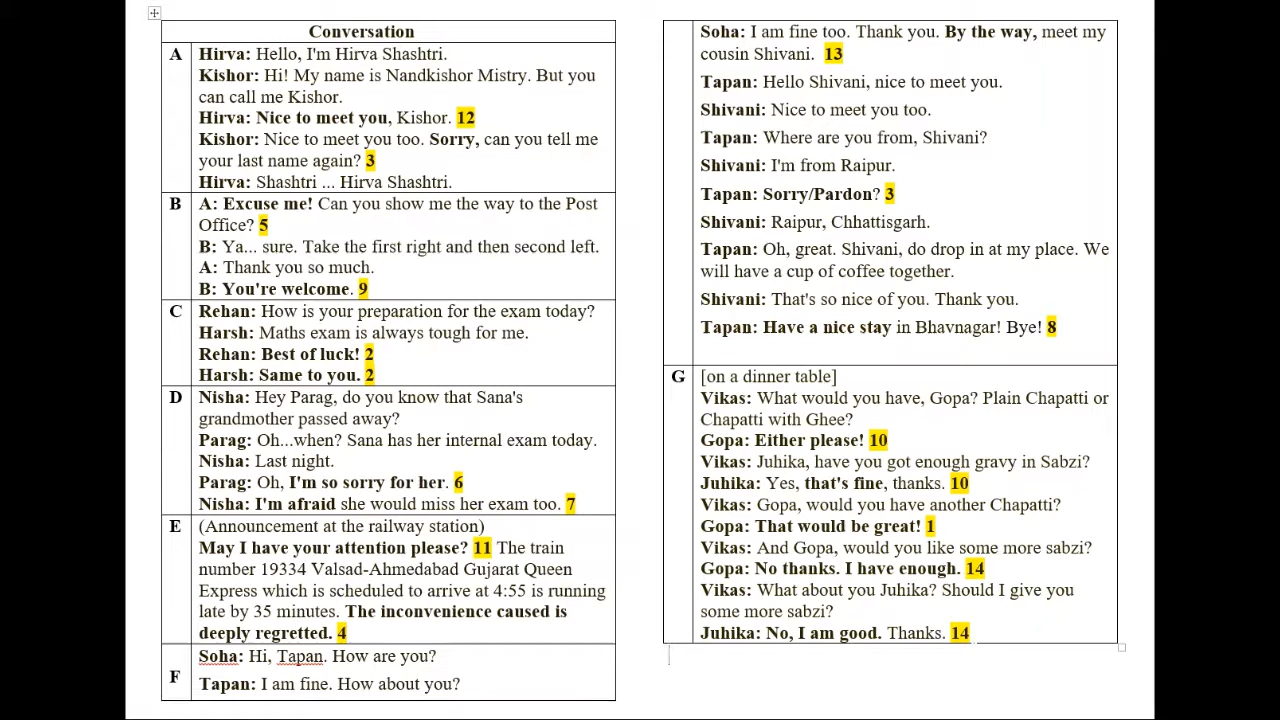 Conversation
A Hirva: Hello, I'm Hirva Shashtri.
Kishor: Hi! My name is Nandkishor Mistry. But you
can call me Kishor.
Hirva: Nice to meet you, Kishor. 12
Kishor: Nice to meet you too. Sorry, can you tell me
your last name again? 3
Hirva: Shashtri ... Hirva Shashtri.
B A: Excuse me! Can you show me the way to the Post
Office? 5
B: Ya... sure. Take the first right and then second left.
A: Thank you so much.
B: You're welcome. 9
C Rehan: How is your preparation for the exam today?
Harsh: Maths exam is always tough for me.
Rehan: Best of luck! 2
Harsh: Same to you. 2
D Nisha: Hey Parag, do you know that Sana's
grandmother passed away?
Parag: Oh...when? Sana has her internal exam today.
Nisha: Last night.
Parag: Oh, I'm so sorry for her. 6
Nisha: I'm afraid she would miss her exam too. 7
E (Announcement at the railway station)
May I have your attention please? 11 The train
number 19334 Valsad-Ahmedabad Gujarat Queen
Express which is scheduled to arrive at 4:55 is running
late by 35 minutes. The inconvenience caused is
deeply regretted. 4
Soha: Hi, Tapan. How are you?
F Tapan: I am fine. How about you?
Soha: I am fine too. Thank you. By the way, meet my
cousin Shivani. 13
Tapan: Hello Shivani, nice to meet you.
Shivani: Nice to meet you too.
Tapan: Where are you from, Shivani?
Shivani: I'm from Raipur.
Tapan: Sorry/Pardon? 3
Shivani: Raipur, Chhattisgarh.
Tapan: Oh, great. Shivani, do drop in at my place. We
will have a cup of coffee together.
Shivani: That's so nice of you. Thank you.
Tapan: Have a nice stay in Bhavnagar! Bye! 8
G [on a dinner table]
Vikas: What would you have, Gopa? Plain Chapatti or
Chapatti with Ghee?
Gopa: Either please! 10
Vikas: Juhika, have you got enough gravy in Sabzi?
Juhika: Yes, that's fine, thanks. 10
Vikas: Gopa, would you have another Chapatti?
Gopa: That would be great! 1
Vikas: And Gopa, would you like some more sabzi?
Gopa: No thanks. I have enough. 14
Vikas: What about you Juhika? Should I give you
some more sabzi?
Juhika: No, I am good. Thanks. 14